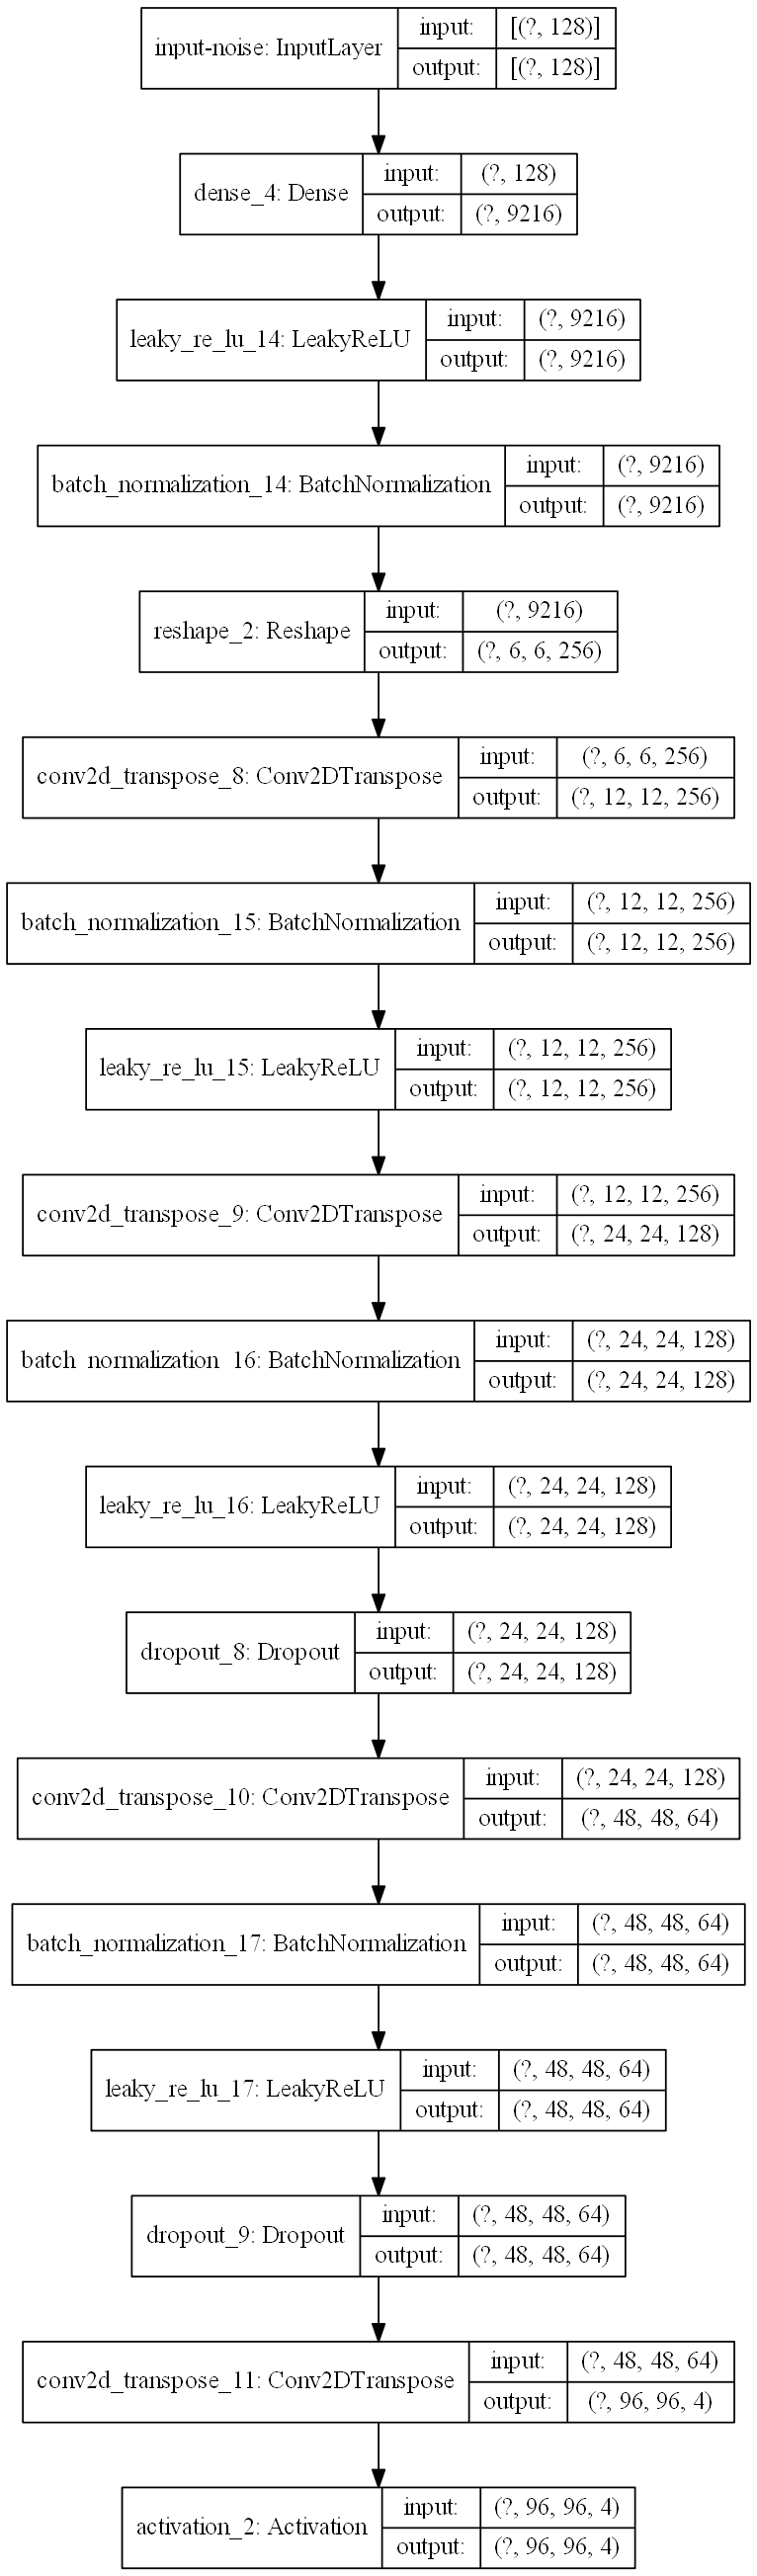 input-noise: InputLayer
input: [(?, 128)]
output: [(?, 128)]
dense_4: Dense
input: (?, 128)
output: (?, 9216)
leaky_re_lu_14: LeakyReLU
input: (?, 9216)
output: (?, 9216)
batch_normalization_14: BatchNormalization
input: (?, 9216)
output: (?, 9216)
reshape_2: Reshape
input: (?, 9216)
output: (?, 6, 6, 256)
conv2d_transpose_8: Conv2DTranspose
input: (?, 6, 6, 256)
output: (?, 12, 12, 256)
batch_normalization_15: BatchNormalization
input: (?, 12, 12, 256)
output: (?, 12, 12, 256)
leaky_re_lu_15: LeakyReLU
input: (?, 12, 12, 256)
output: (?, 12, 12, 256)
conv2d_transpose_9: Conv2DTranspose
input: (?, 12, 12, 256)
output: (?, 24, 24, 128)
batch_normalization_16: BatchNormalization
input: (?, 24, 24, 128)
output: (?, 24, 24, 128)
leaky_re_lu_16: LeakyReLU
input: (?, 24, 24, 128)
output: (?, 24, 24, 128)
dropout_8: Dropout
input: (?, 24, 24, 128)
output: (?, 24, 24, 128)
conv2d_transpose_10: Conv2DTranspose
input: (?, 24, 24, 128)
output: (?, 48, 48, 64)
batch_normalization_17: BatchNormalization
input: (?, 48, 48, 64)
output: (?, 48, 48, 64)
leaky_re_lu_17: LeakyReLU
input: (?, 48, 48, 64)
output: (?, 48, 48, 64)
dropout_9: Dropout
input: (?, 48, 48, 64)
output: (?, 48, 48, 64)
conv2d_transpose_11: Conv2DTranspose
input: (?, 48, 48, 64)
output: (?, 96, 96, 4)
activation_2: Activation
input: (?, 96, 96, 4)
output: (?, 96, 96, 4)